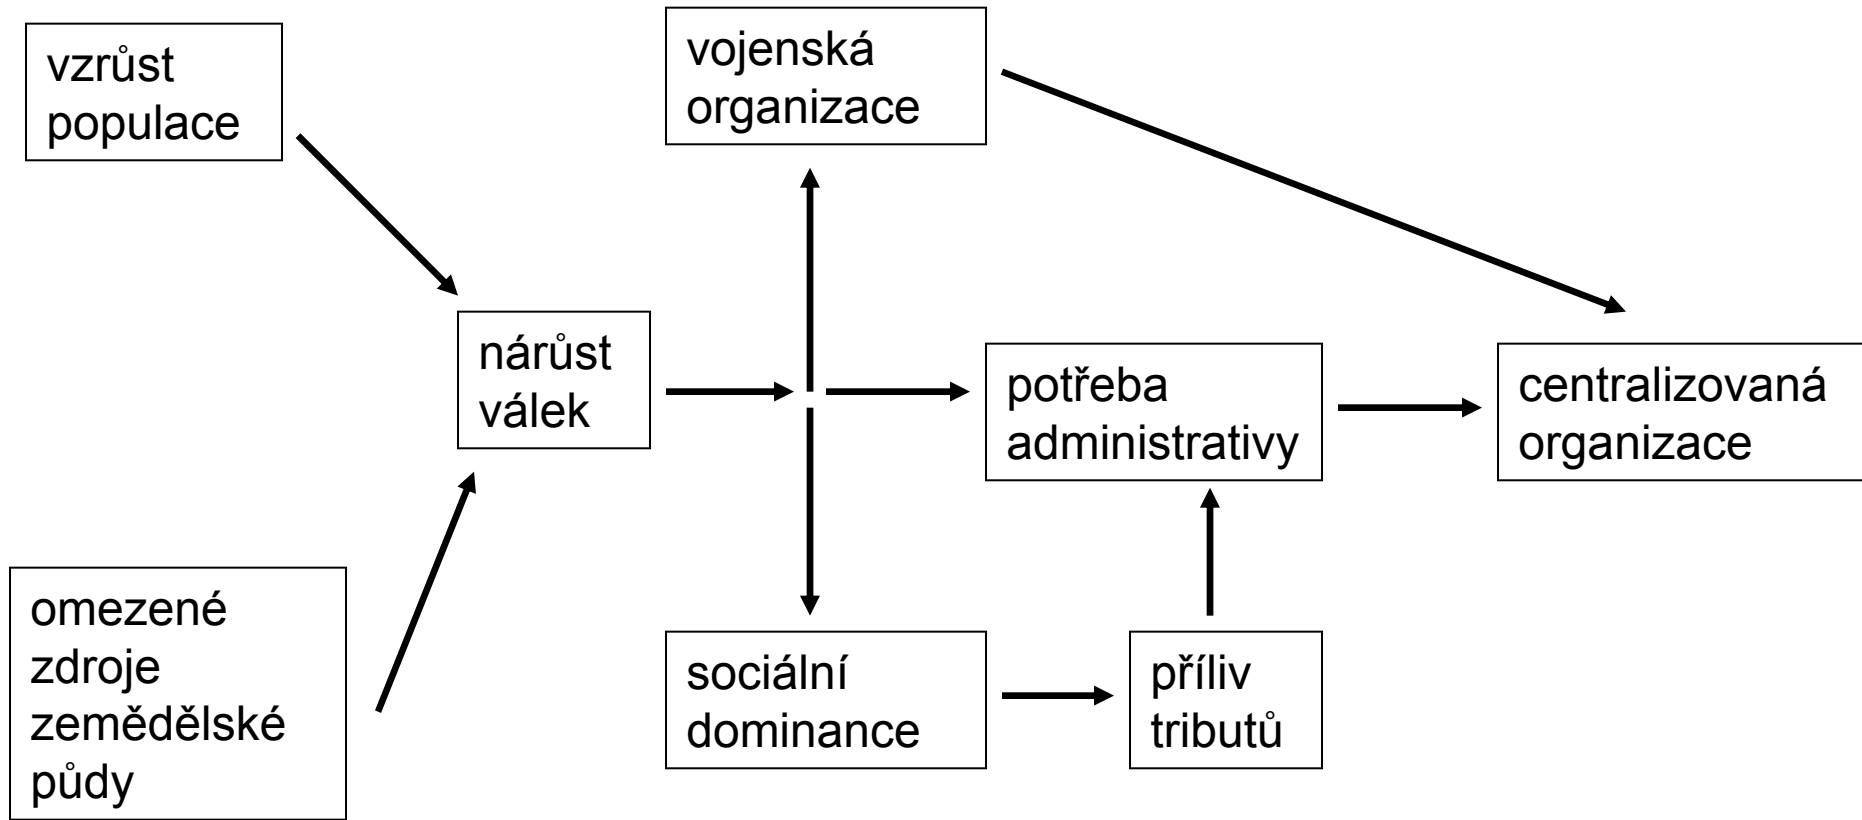 vzrůst
populace
vojenská
organizace
nárůst
válek
potřeba
administrativy
centralizovaná
organizace
omezené
zdroje
zemědělské
půdy
sociální
dominance
příliv
tributů